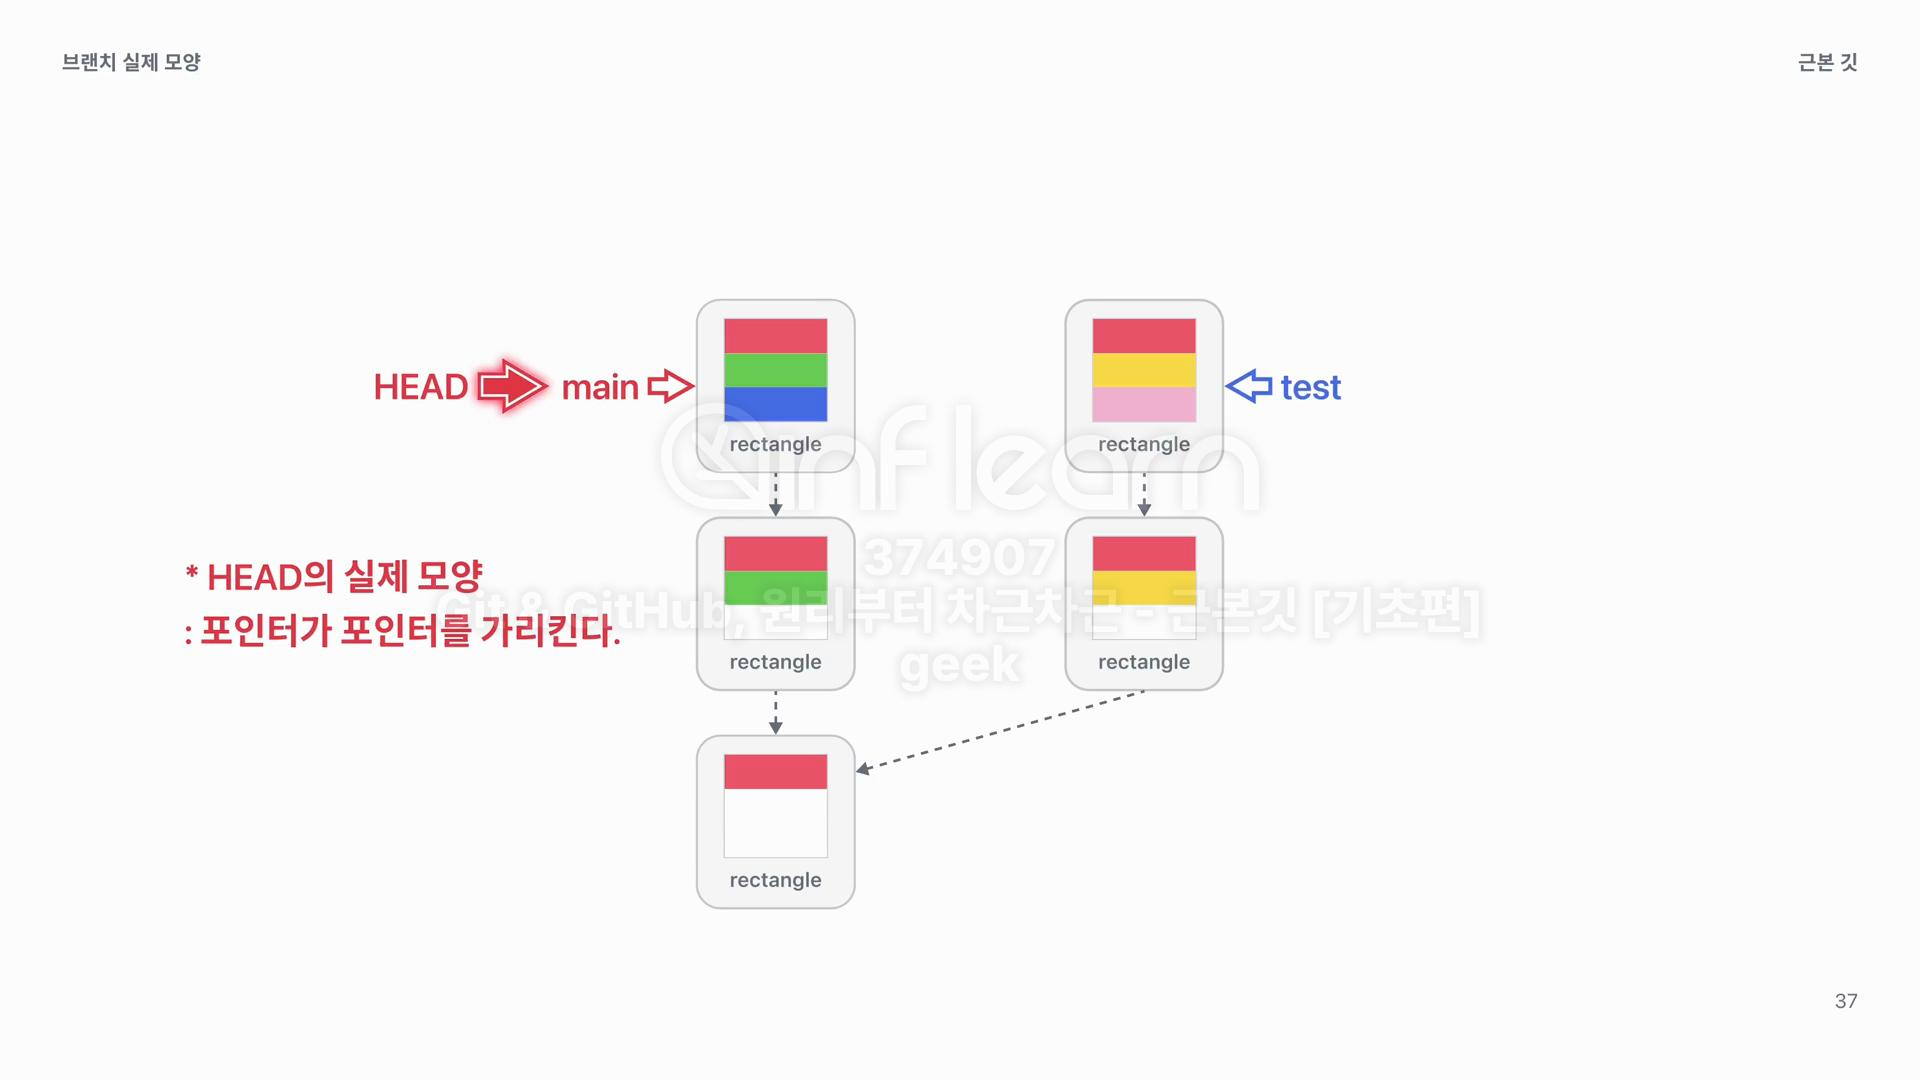 브랜치 실제 모양
근본 깃
HEAD main test
rectangle rectangle
inflearn
374907
* HEAD의 실제 모양
Git & GitHub, 원리부터 차근차근 - 근본깃 [기초편]
: 포인터가 포인터를 가리킨다.
rectangle rectangle
geek
rectangle
37